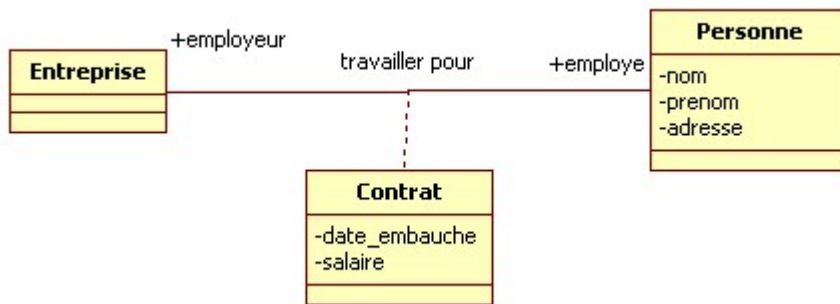 +employeur
travailler pour
+employe
Entreprise
Personne
-nom
-prenom
-adresse
Contrat
-date_embauche
-salaire